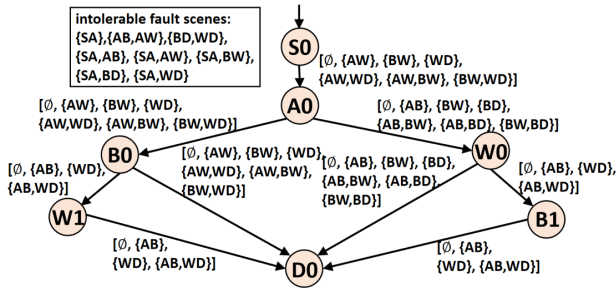 intolerable fault scenes:
{SA},{AB,AW},{BD,WD},
{SA,AB}, {SA,AW}, {SA,BW},
{SA,BD}, {SA,WD}
S0
[∅, {AW}, {BW}, {WD},
{AW,WD}, {AW,BW}, {BW,WD}]
A0
[∅, {AW}, {BW}, {WD},
{AW,WD}, {AW,BW}, {BW,WD}]
[∅, {AB}, {BW}, {BD},
{AB,BW}, {AB,BD}, {BW,BD}]
B0
W0
[∅, {AW}, {BW}, {WD},
{AW,WD}, {AW,BW},
{BW,WD}]
[∅, {AB}, {BW}, {BD},
{AB,BW}, {AB,BD},
{BW,BD}]
[∅, {AB}, {WD},
{AB,WD}]
[∅, {AB}, {WD},
{AB,WD}]
W1
B1
[∅, {AB},
{WD}, {AB,WD}]
[∅, {AB},
{WD}, {AB,WD}]
D0